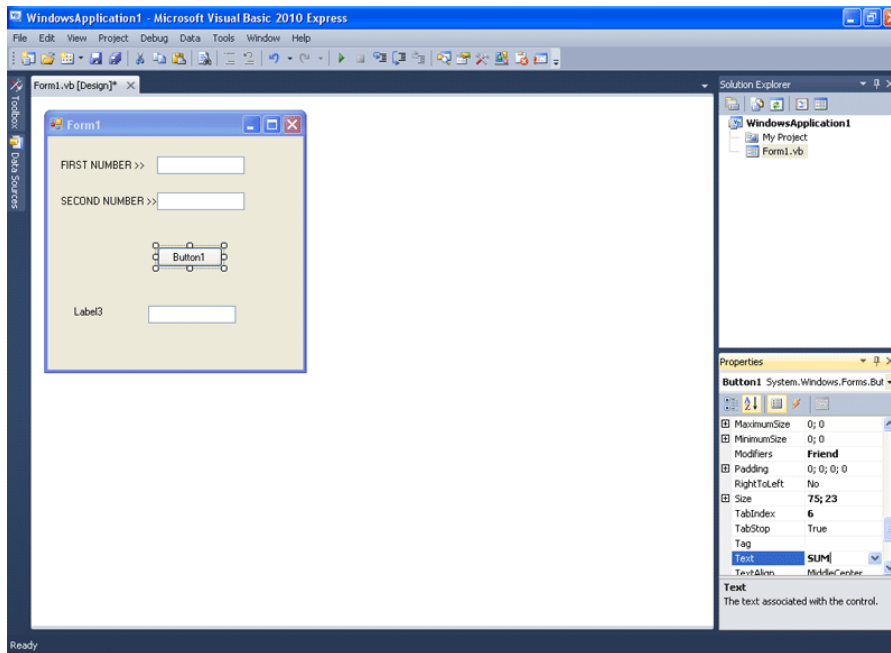 WindowsApplication1 - Microsoft Visual Basic 2010 Express
File Edit View Project Debug Data Tools Window Help
Form1.vb [Design]*
Toolbox
Data Sources
Form1
FIRST NUMBER >>
SECOND NUMBER >>
Button1
Label3
Solution Explorer
WindowsApplication1
My Project
Form1.vb
Properties
Button1 System.Windows.Forms.But
MaximumSize 0; 0
MinimumSize 0; 0
Modifiers Friend
Padding 0; 0; 0; 0
RightToLeft No
Size 75; 23
TabIndex 6
TabStop True
Tag
Text SUM
TextAlign MiddleCenter
Text
The text associated with the control.
Ready